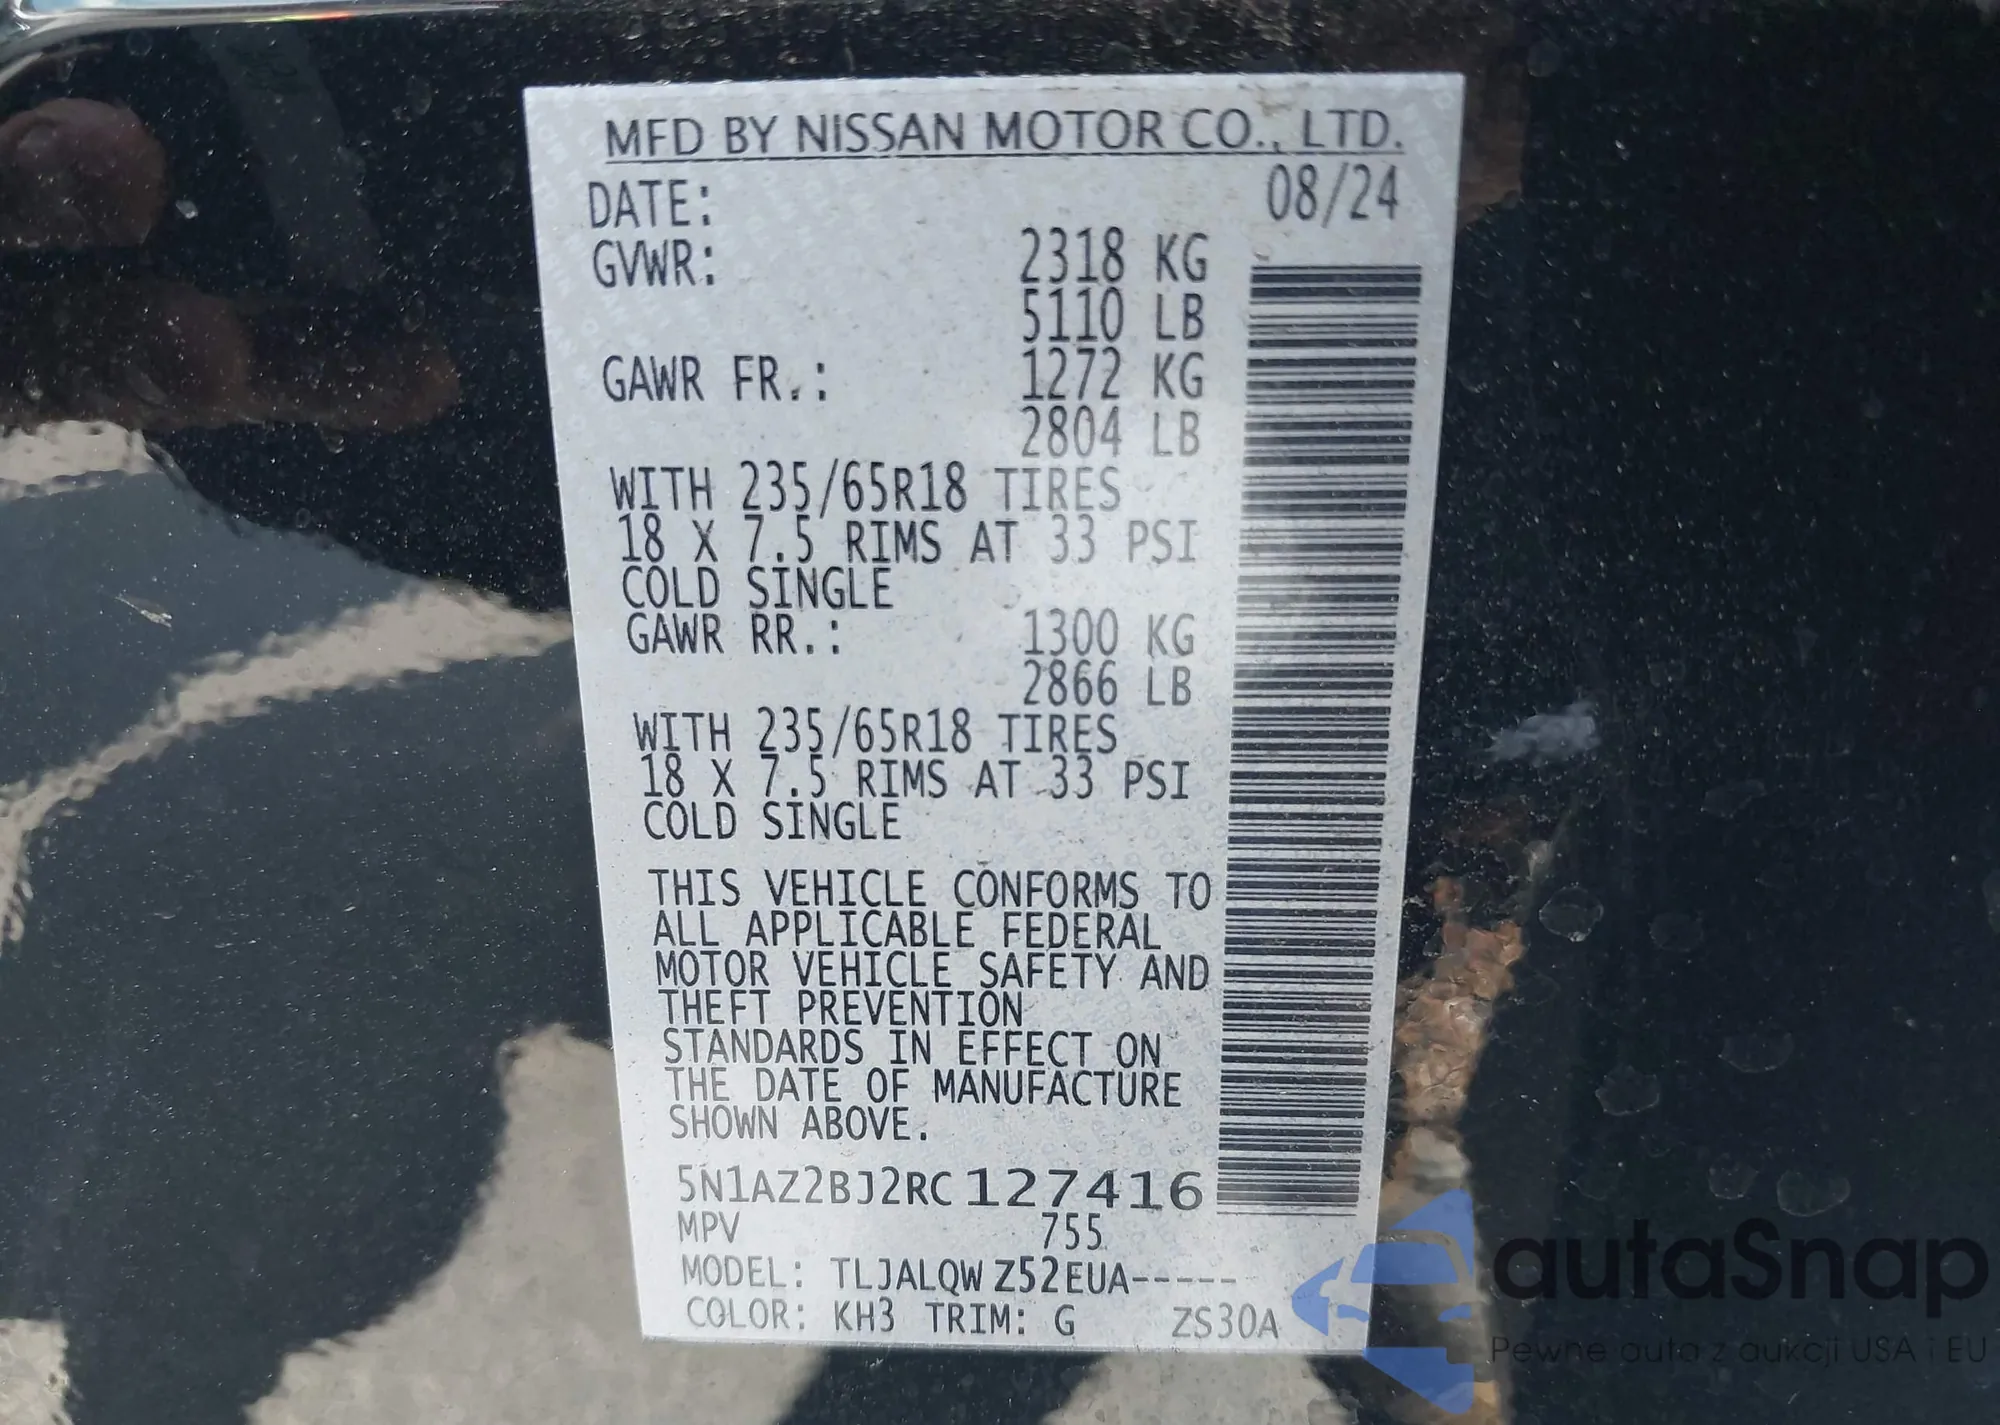 MFD BY NISSAN MOTOR CO., LTD.
DATE: 08/24
GVWR: 2318 KG
5110 LB
GAWR FR.: 1272 KG
2804 LB
WITH 235/65R18 TIRES
18 X 7.5 RIMS AT 33 PSI
COLD SINGLE
GAWR RR.: 1300 KG
2866 LB
WITH 235/65R18 TIRES
18 X 7.5 RIMS AT 33 PSI
COLD SINGLE
THIS VEHICLE CONFORMS TO
ALL APPLICABLE FEDERAL
MOTOR VEHICLE SAFETY AND
THEFT PREVENTION
STANDARDS IN EFFECT ON
THE DATE OF MANUFACTURE
SHOWN ABOVE.
5N1AZ2BJ2RC127416
MPV 755
MODEL: TLJALQW Z52EUA-----
COLOR: KH3 TRIM: G ZS30A
autaSnap
Pewne auta z aukcji USA i EU